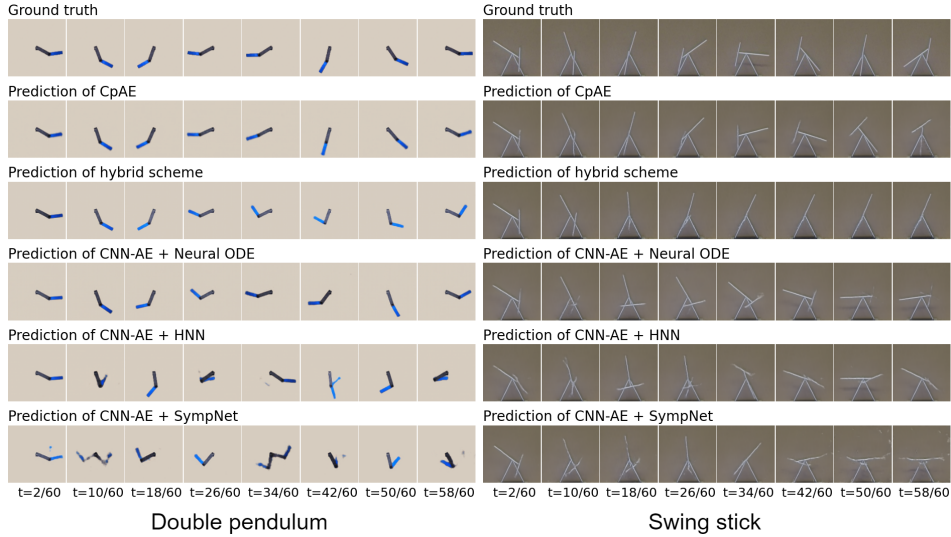 Ground truth
Prediction of CpAE
Prediction of hybrid scheme
Prediction of CNN-AE + Neural ODE
Prediction of CNN-AE + HNN
Prediction of CNN-AE + SympNet
t=2/60 t=10/60 t=18/60 t=26/60 t=34/60 t=42/60 t=50/60 t=58/60
Double pendulum
Ground truth
Prediction of CpAE
Prediction of hybrid scheme
Prediction of CNN-AE + Neural ODE
Prediction of CNN-AE + HNN
Prediction of CNN-AE + SympNet
t=2/60 t=10/60 t=18/60 t=26/60 t=34/60 t=42/60 t=50/60 t=58/60
Swing stick